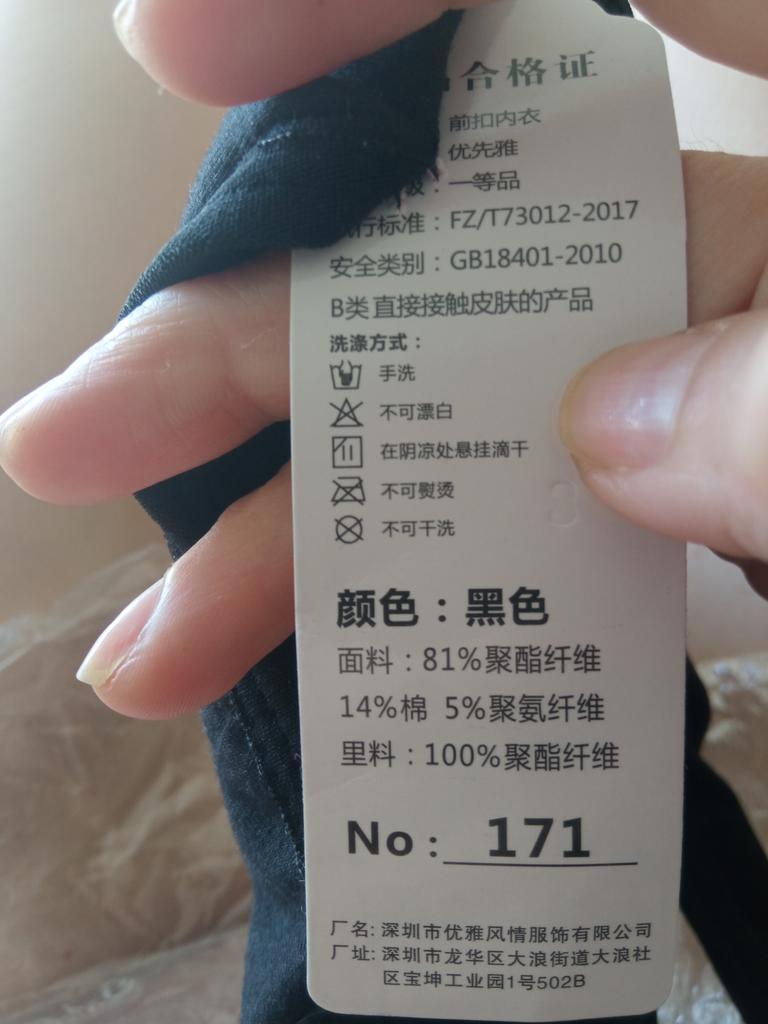 合格证
前扣内衣
优先雅
级：一等品
行标准：FZ/T73012-2017
安全类别：GB18401-2010
B类直接接触皮肤的产品
洗涤方式：
手洗
不可漂白
在阴凉处悬挂滴干
不可熨烫
不可干洗
颜色：黑色
面料：81%聚酯纤维
14%棉 5%聚氨纤维
里料：100%聚酯纤维
No：171
厂名: 深圳市优雅风情服饰有限公司
厂址: 深圳市龙华区大浪街道大浪社
区宝坤工业园1号502B